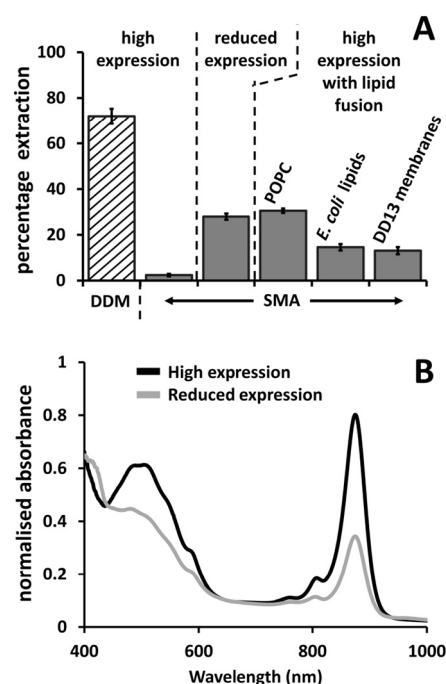 A
high expression
reduced expression
high expression with lipid fusion
percentage extraction
100
80
60
40
20
0
POPC
E. coli lipids
DD13 membranes
DDM
SMA
B
High expression
Reduced expression
normalised absorbance
1
0.8
0.6
0.4
0.2
0
400
600
800
1000
Wavelength (nm)